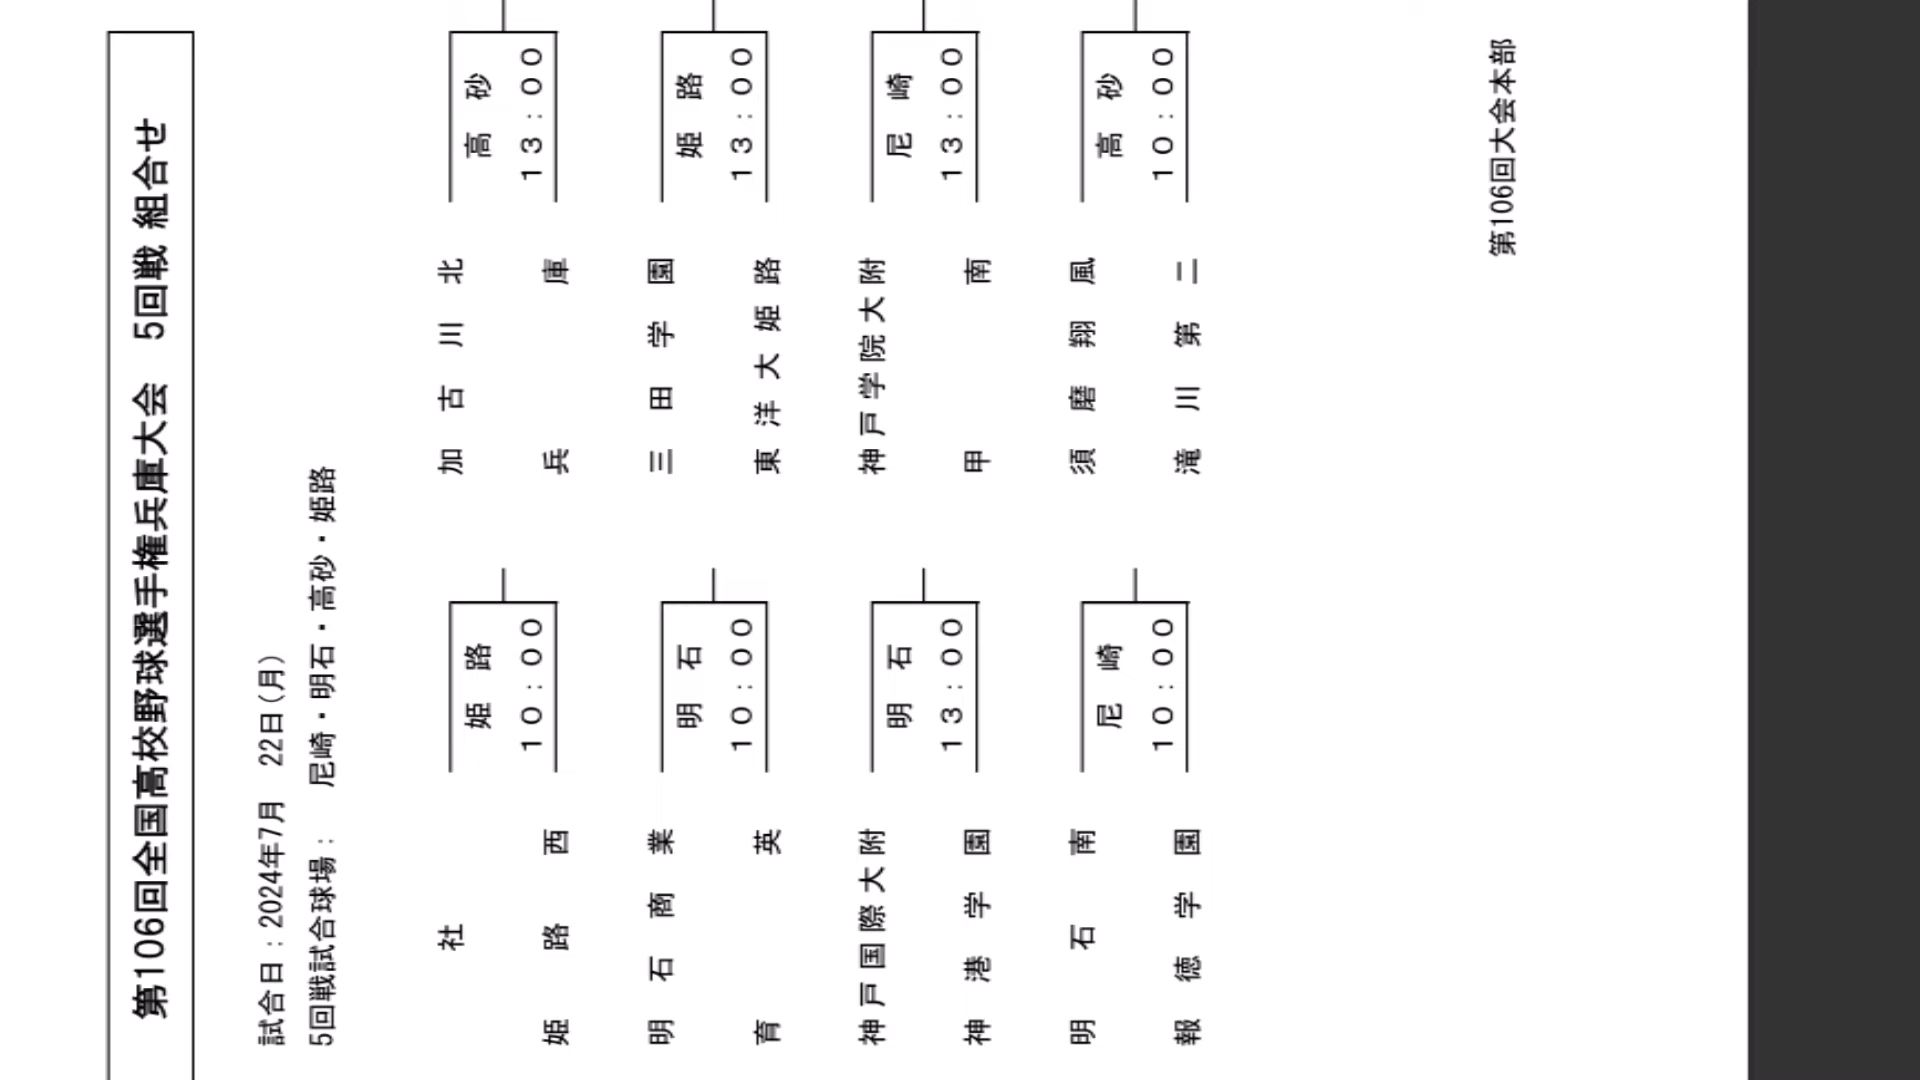 第106回全国高校野球選手権兵庫大会　5回戦 組合せ
試合日：2024年7月　22日(月)
5回戦試合球場：　尼崎・明石・高砂・姫路
社
姫路西
姫路
10:00
明石商業
育英
明石
10:00
神戸国際大附
神港学園
明石
13:00
明石南
報徳学園
尼崎
10:00
加古川北
兵庫
高砂
13:00
三田学園
東洋大姫路
姫路
13:00
神戸学院大附
甲南
尼崎
13:00
須磨翔風
滝川第二
高砂
10:00
第106回大会本部